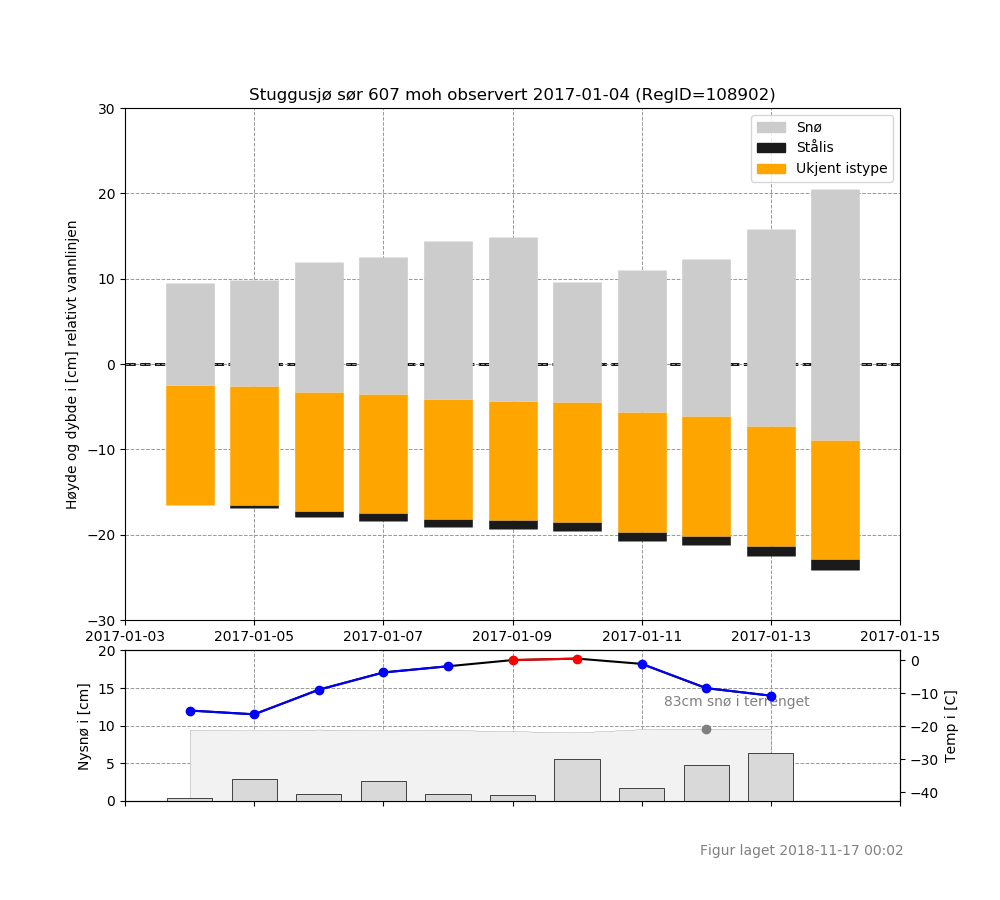 Stuggusjø sør 607 moh observert 2017-01-04 (RegID=108902)
Snø
Stålis
Ukjent istype
Høyde og dybde i [cm] relativt vannlinjen
30
20
10
0
−10
−20
−30
2017-01-03 2017-01-05 2017-01-07 2017-01-09 2017-01-11 2017-01-13 2017-01-15
Nysnø i [cm]
20
15
10
5
0
83cm snø i terrenget
0
−10
−20
−30
−40
Temp i [C]
Figur laget 2018-11-17 00:02